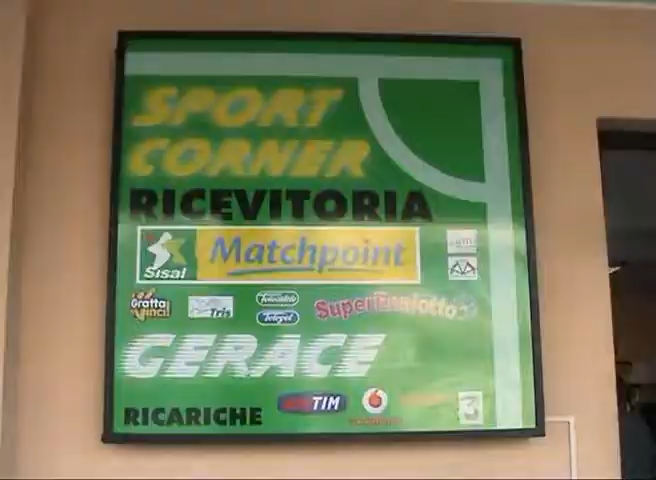 SPORT
CORNER
RICEVITORIA
Sisal Matchpoint
Gratta Vinci! Tris Totocalcio SuperEnalotto
Totogol
GERACE
RICARICHE TIM 3